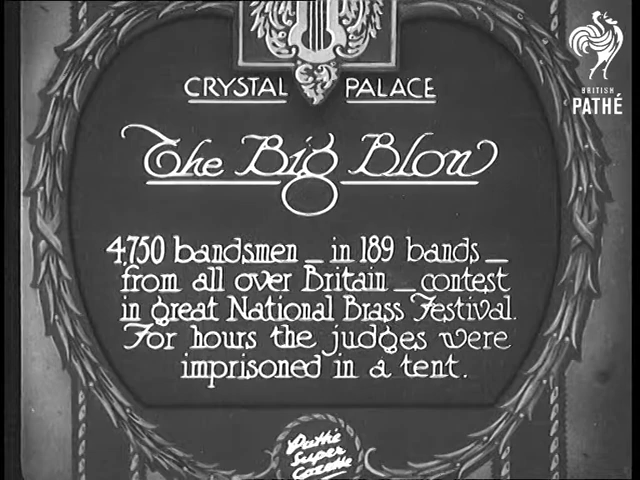 CRYSTAL PALACE
BRITISH
PATHÉ
The Big Blow
4,750 bandsmen _ in 189 bands _
from all over Britain _ contest
in great National Brass Festival.
For hours the judges were
imprisoned in a tent.
Pathé
Super
Gazette